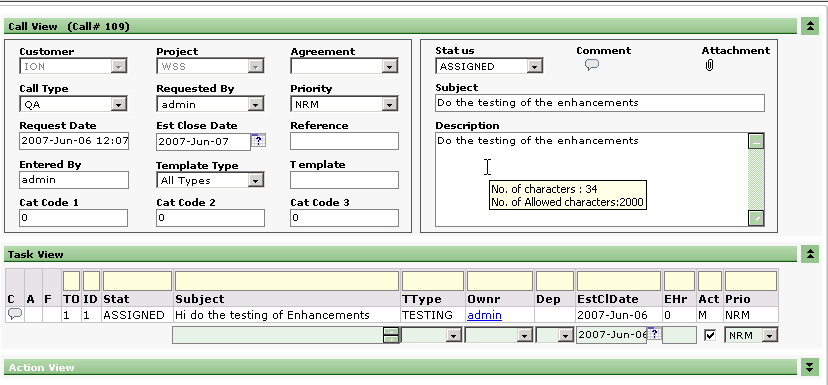 Call View (Call# 109)
Customer Project Agreement
ION WSS
Call Type Requested By Priority
QA admin NRM
Request Date Est Close Date Reference
2007-Jun-06 12:07 2007-Jun-07 ?
Entered By Template Type Template
admin All Types
Cat Code 1 Cat Code 2 Cat Code 3
0 0 0
Status Comment Attachment
ASSIGNED
Subject
Do the testing of the enhancements
Description
Do the testing of the enhancements
No. of characters : 34
No. of Allowed characters:2000
Task View
C A F TO ID Stat Subject TType Ownr Dep EstClDate EHr Act Prio
1 1 ASSIGNED Hi do the testing of Enhancements TESTING admin 2007-Jun-06 0 M NRM
2007-Jun-06 ? NRM
Action View